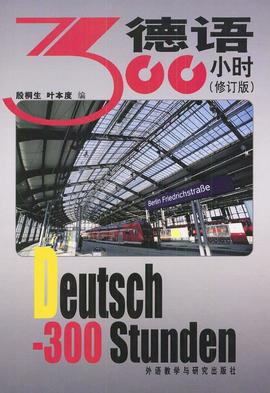 300
德语
小时
(修订版)
殷桐生 叶本度 编
Berlin Friedrichstraße
Deutsch
-300 Stunden
外语教学与研究出版社